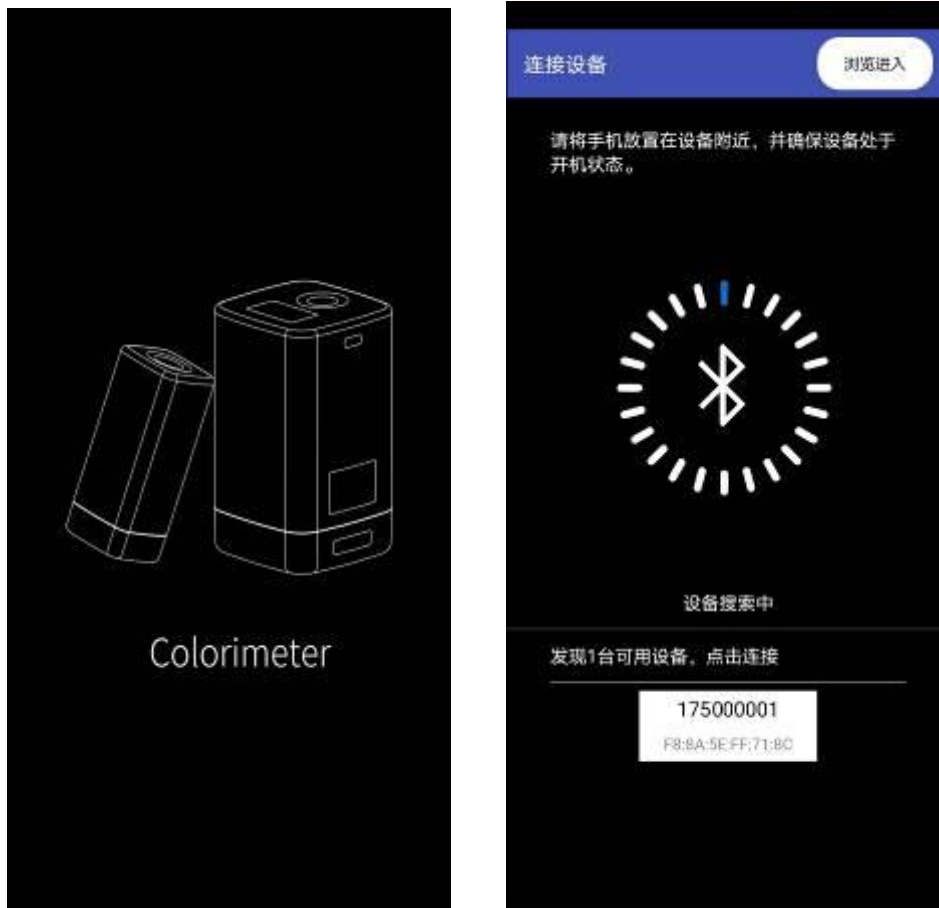 Colorimeter
连接设备
浏览进入
请将手机放置在设备附近，并确保设备处于
开机状态。
设备搜索中
发现1台可用设备，点击连接
175000001
F8:8A:5E:FF:71:8C